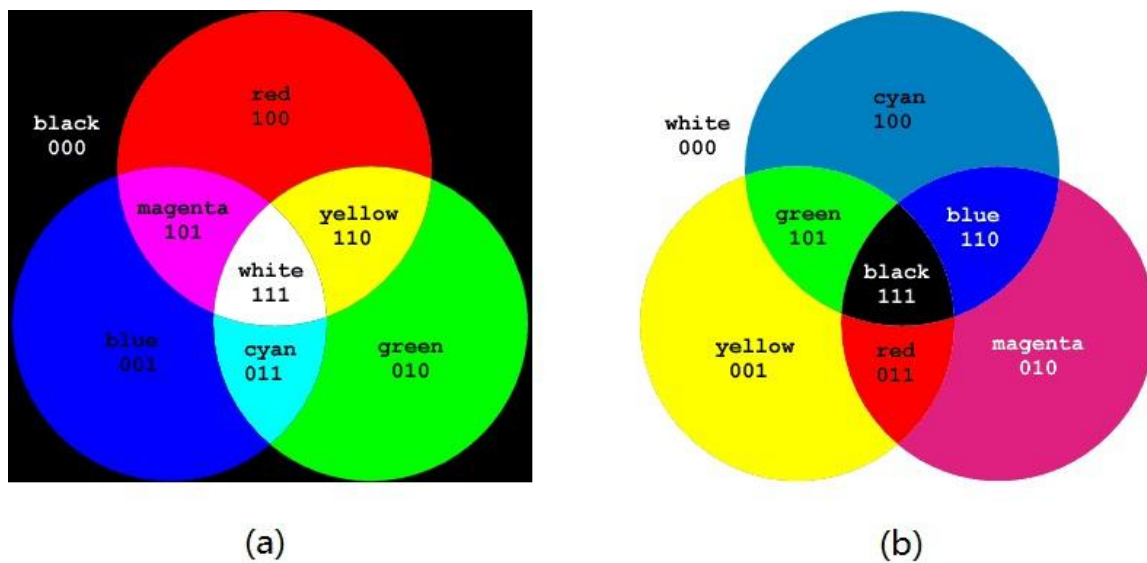 red
100
black
000
magenta
101
yellow
110
white
111
blue
001
cyan
011
green
010
(a)
cyan
100
white
000
green
101
blue
110
black
111
yellow
001
red
011
magenta
010
(b)